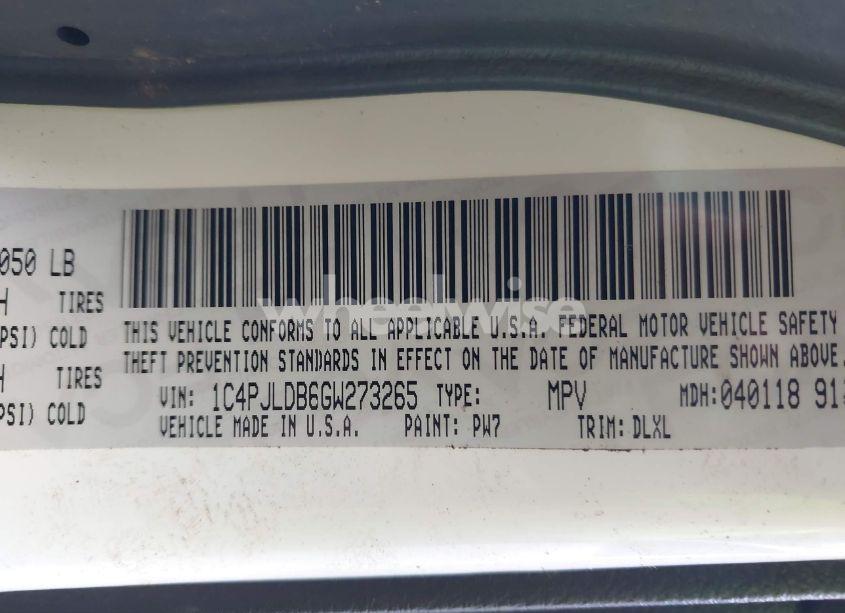 050 LB
H TIRES
PSI) COLD
H TIRES
PSI) COLD
wheelwise
THIS VEHICLE CONFORMS TO ALL APPLICABLE U.S.A. FEDERAL MOTOR VEHICLE SAFETY
THEFT PREVENTION STANDARDS IN EFFECT ON THE DATE OF MANUFACTURE SHOWN ABOVE.
VIN: 1C4PJLDB6GW273265 TYPE: MPV MDH: 040118 91
VEHICLE MADE IN U.S.A. PAINT: PW7 TRIM: DLXL